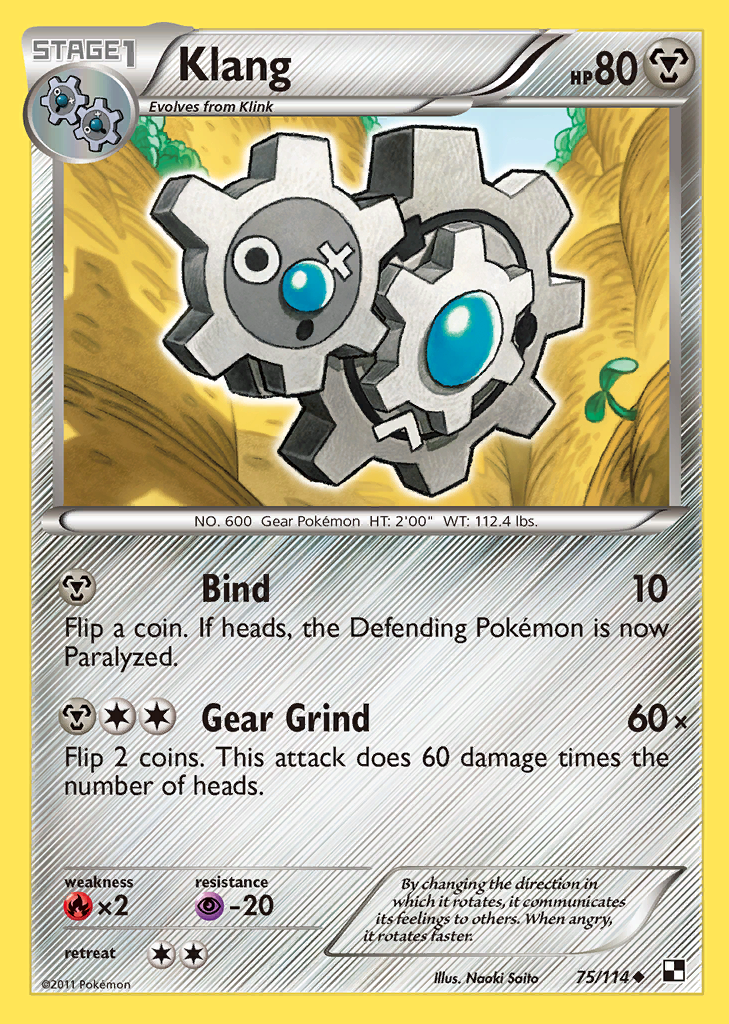 STAGE1
Klang
HP80
Evolves from Klink
NO. 600 Gear Pokémon HT: 2'00" WT: 112.4 lbs.
Bind 10
Flip a coin. If heads, the Defending Pokémon is now
Paralyzed.
Gear Grind 60×
Flip 2 coins. This attack does 60 damage times the
number of heads.
weakness
×2
resistance
-20
retreat
By changing the direction in
which it rotates, it communicates
its feelings to others. When angry,
it rotates faster.
Illus. Naoki Saito
75/114
©2011 Pokémon